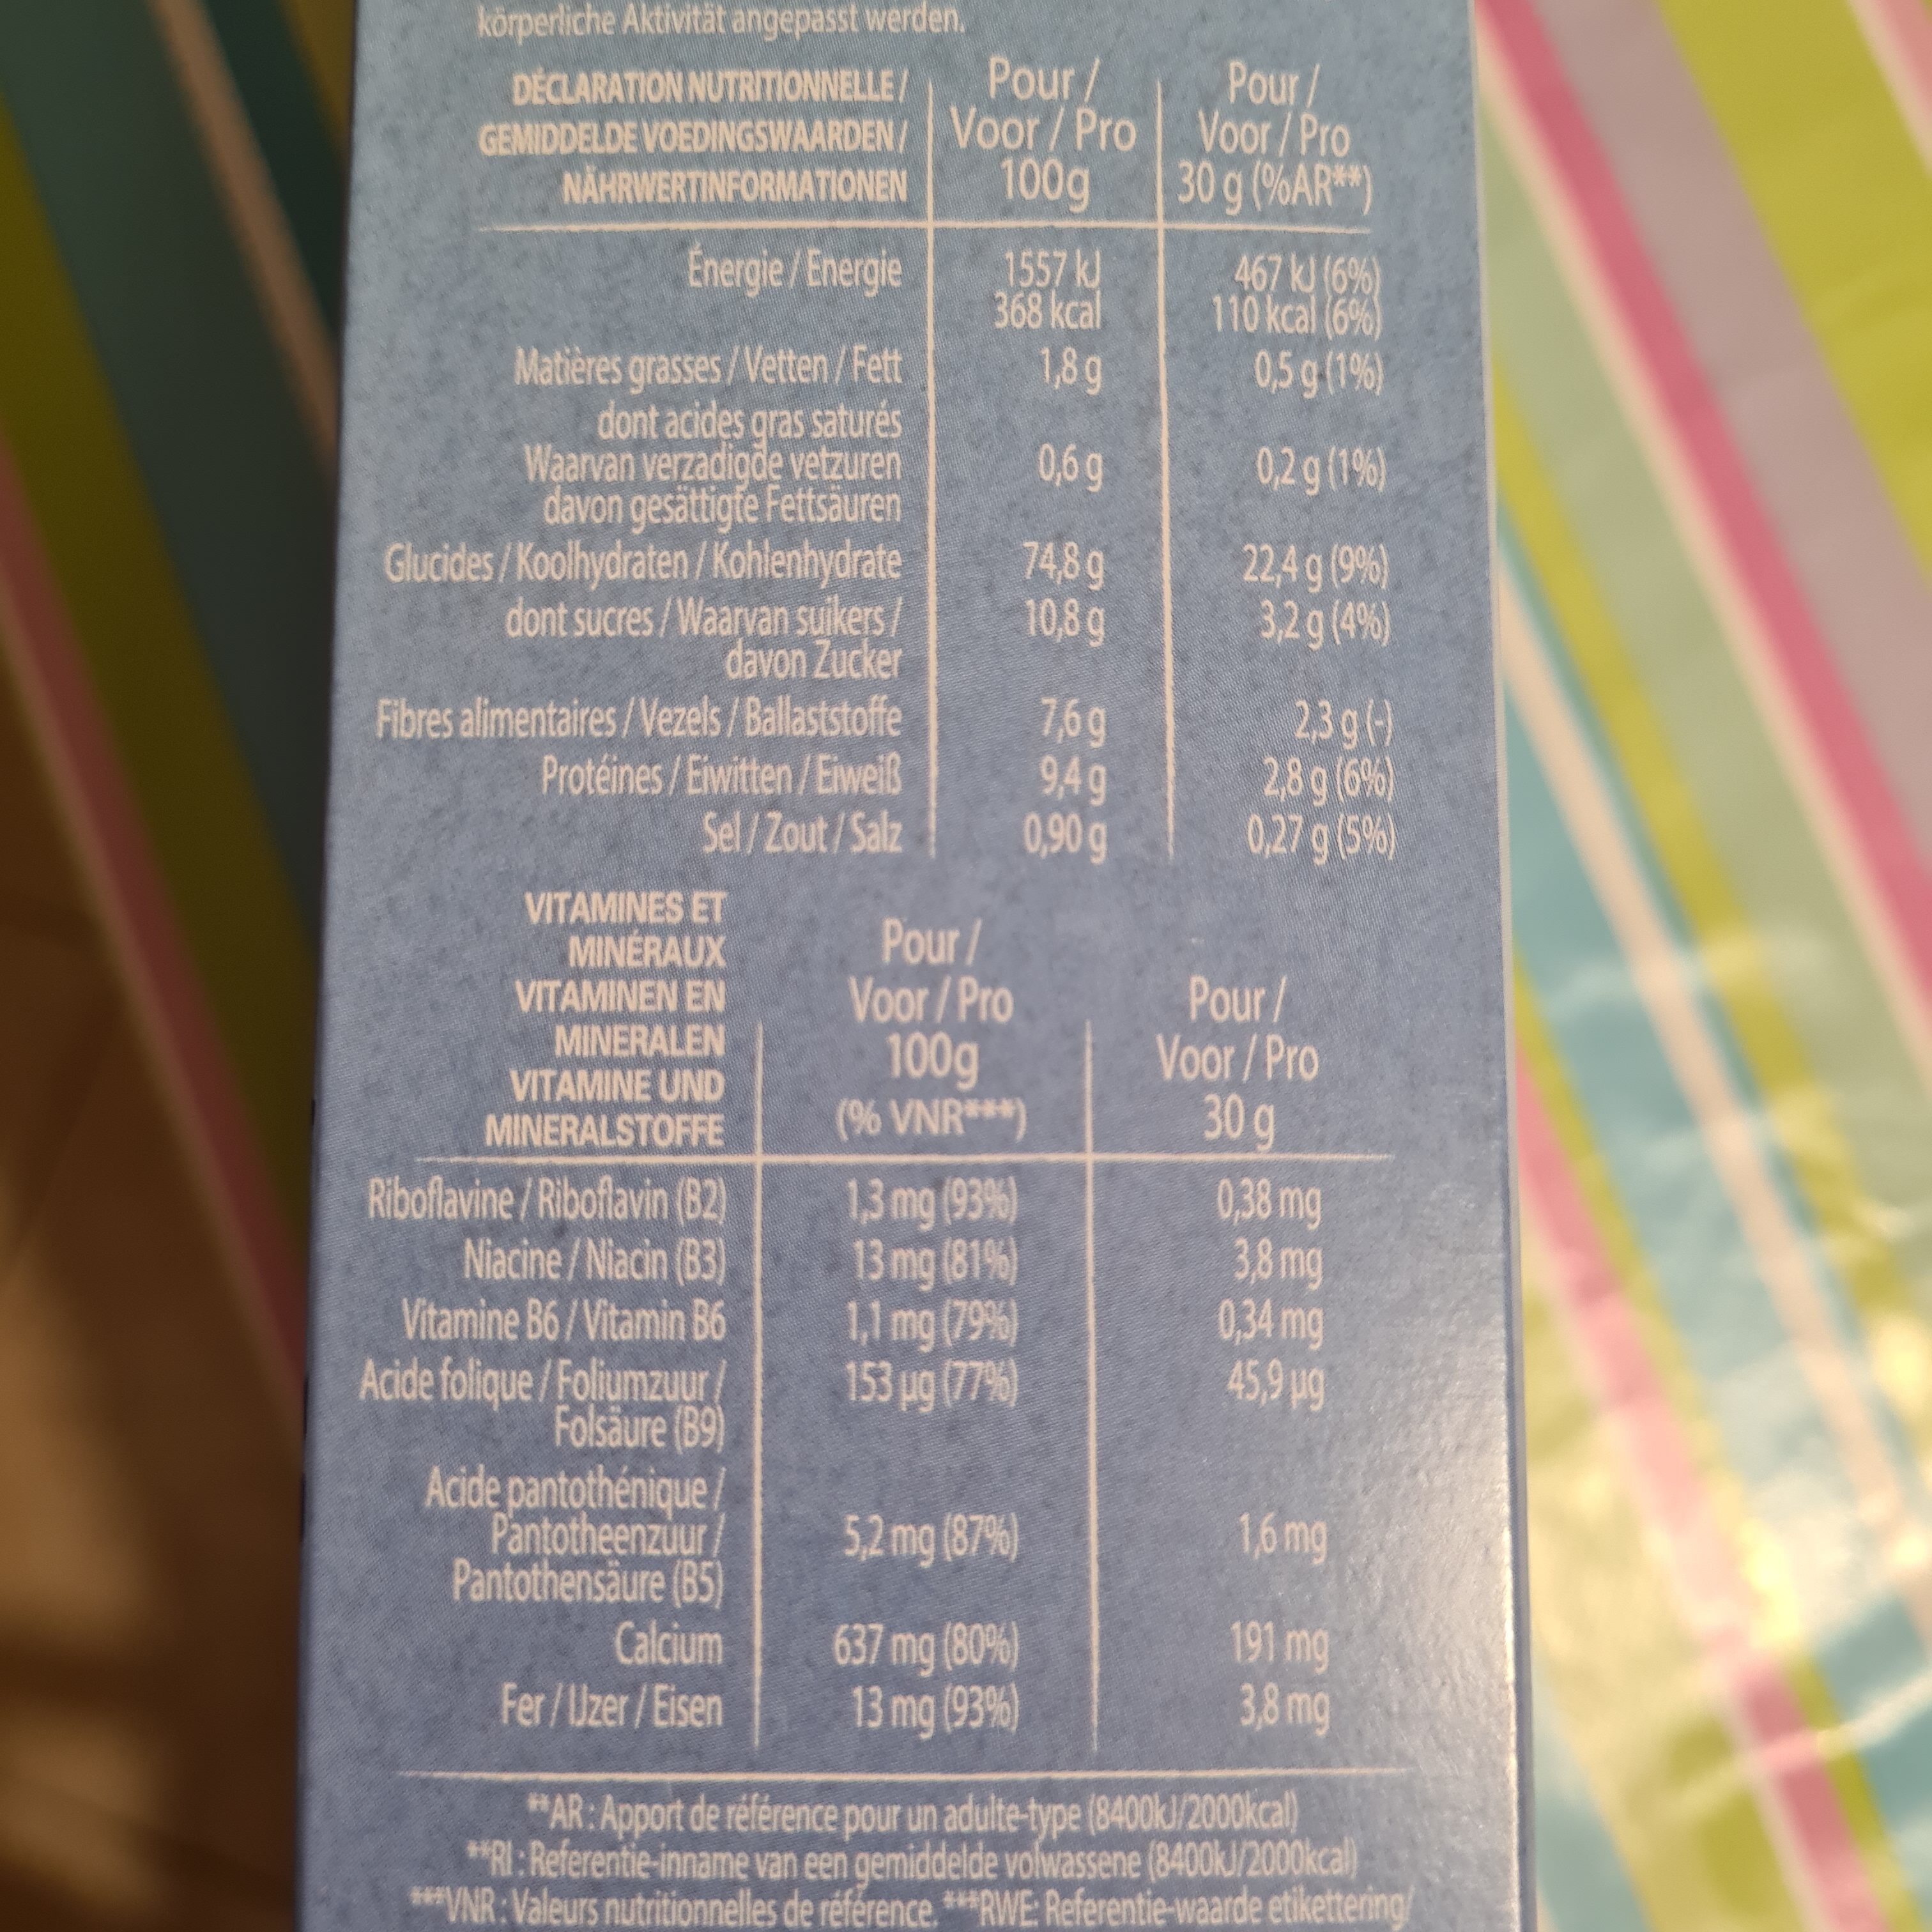 körperliche Aktivität angepasst werden.
DÉCLARATION NUTRITIONNELLE /
GEMIDDELDE VOEDINGSWAARDEN /
NÄHRWERTINFORMATIONEN
Pour /
Voor / Pro
100g
Pour /
Voor / Pro
30 g (%AR**)
Énergie / Energie 1557 kJ 467 kJ (6%)
368 kcal 110 kcal (6%)
Matières grasses / Vetten / Fett 1,8 g 0,5 g (1%)
dont acides gras saturés
Waarvan verzadigde vetzuren 0,6 g 0,2 g (1%)
davon gesättigte Fettsäuren
Glucides / Koolhydraten / Kohlenhydrate 74,8 g 22,4 g (9%)
dont sucres / Waarvan suikers / 10,8 g 3,2 g (4%)
davon Zucker
Fibres alimentaires / Vezels / Ballaststoffe 7,6 g 2,3 g (-)
Protéines / Eiwitten / Eiweiß 9,4 g 2,8 g (6%)
Sel / Zout / Salz 0,90 g 0,27 g (5%)
VITAMINES ET
MINÉRAUX
VITAMINEN EN
MINERALEN
VITAMINE UND
MINERALSTOFFE
Pour /
Voor / Pro
100g
(% VNR***)
Pour /
Voor / Pro
30 g
Riboflavine / Riboflavin (B2) 1,3 mg (93%) 0,38 mg
Niacine / Niacin (B3) 13 mg (81%) 3,8 mg
Vitamine B6 / Vitamin B6 1,1 mg (79%) 0,34 mg
Acide folique / Foliumzuur / 153 µg (77%) 45,9 µg
Folsäure (B9)
Acide pantothénique /
Pantotheenzuur / 5,2 mg (87%) 1,6 mg
Pantothensäure (B5)
Calcium 637 mg (80%) 191 mg
Fer / IJzer / Eisen 13 mg (93%) 3,8 mg
**AR : Apport de référence pour un adulte-type (8400kJ/2000kcal)
**RI : Referentie-inname van een gemiddelde volwassene (8400kJ/2000kcal)
***VNR : Valeurs nutritionnelles de référence. ***RWE: Referentie-waarde etikettering/